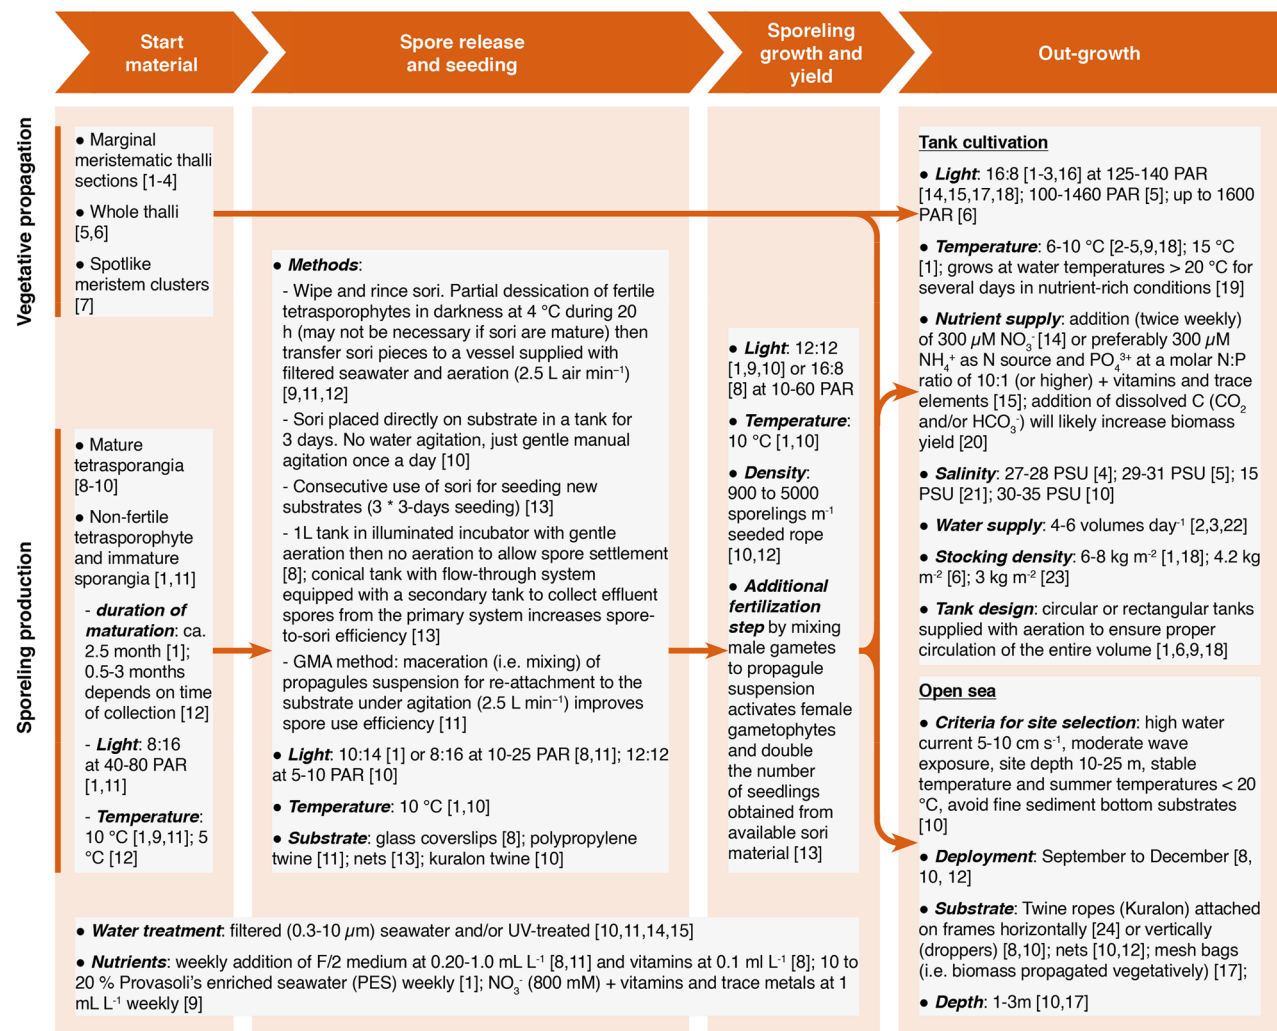 Start
material
Spore release
and seeding
Sporeling
growth and
yield
Out-growth
Vegetative propagation
● Marginal
meristematic thalli
sections [1-4]
● Whole thalli
[5,6]
● Spotlike
meristem clusters
[7]
Sporeling production
● Mature
tetrasporangia
[8-10]
● Non-fertile
tetrasporophyte
and immature
sporangia [1,11]
- duration of
maturation: ca.
2.5 month [1];
0.5-3 months
depends on time
of collection [12]
- Light: 8:16
at 40-80 PAR
[1,11]
- Temperature:
10 °C [1,9,11]; 5
°C [12]
● Methods:
- Wipe and rince sori. Partial dessication of fertile
tetrasporophytes in darkness at 4 °C during 20
h (may not be necessary if sori are mature) then
transfer sori pieces to a vessel supplied with
filtered seawater and aeration (2.5 L air min⁻¹)
[9,11,12]
- Sori placed directly on substrate in a tank for
3 days. No water agitation, just gentle manual
agitation once a day [10]
- Consecutive use of sori for seeding new
substrates (3 * 3-days seeding) [13]
- 1L tank in illuminated incubator with gentle
aeration then no aeration to allow spore settlement
[8]; conical tank with flow-through system
equipped with a secondary tank to collect effluent
spores from the primary system increases spore-
to-sori efficiency [13]
- GMA method: maceration (i.e. mixing) of
propagules suspension for re-attachment to the
substrate under agitation (2.5 L min⁻¹) improves
spore use efficiency [11]
● Light: 10:14 [1] or 8:16 at 10-25 PAR [8,11]; 12:12
at 5-10 PAR [10]
● Temperature: 10 °C [1,10]
● Substrate: glass coverslips [8]; polypropylene
twine [11]; nets [13]; kuralon twine [10]
● Light: 12:12
[1,9,10] or 16:8
[8] at 10-60 PAR
● Temperature:
10 °C [1,10]
● Density:
900 to 5000
sporelings m⁻¹
seeded rope
[10,12]
● Additional
fertilization
step by mixing
male gametes
to propagule
suspension
activates female
gametophytes
and double
the number
of seedlings
obtained from
available sori
material [13]
● Water treatment: filtered (0.3-10 µm) seawater and/or UV-treated [10,11,14,15]
● Nutrients: weekly addition of F/2 medium at 0.20-1.0 mL L⁻¹ [8,11] and vitamins at 0.1 ml L⁻¹ [8]; 10 to
20 % Provasoli's enriched seawater (PES) weekly [1]; NO₃⁻ (800 mM) + vitamins and trace metals at 1
mL L⁻¹ weekly [9]
Tank cultivation
● Light: 16:8 [1-3,16] at 125-140 PAR
[14,15,17,18]; 100-1460 PAR [5]; up to 1600
PAR [6]
● Temperature: 6-10 °C [2-5,9,18]; 15 °C
[1]; grows at water temperatures > 20 °C for
several days in nutrient-rich conditions [19]
● Nutrient supply: addition (twice weekly)
of 300 µM NO₃⁻ [14] or preferably 300 µM
NH₄⁺ as N source and PO₄³⁺ at a molar N:P
ratio of 10:1 (or higher) + vitamins and trace
elements [15]; addition of dissolved C (CO₂
and/or HCO₃⁻) will likely increase biomass
yield [20]
● Salinity: 27-28 PSU [4]; 29-31 PSU [5]; 15
PSU [21]; 30-35 PSU [10]
● Water supply: 4-6 volumes day⁻¹ [2,3,22]
● Stocking density: 6-8 kg m⁻² [1,18]; 4.2 kg
m⁻² [6]; 3 kg m⁻² [23]
● Tank design: circular or rectangular tanks
supplied with aeration to ensure proper
circulation of the entire volume [1,6,9,18]
Open sea
● Criteria for site selection: high water
current 5-10 cm s⁻¹, moderate wave
exposure, site depth 10-25 m, stable
temperature and summer temperatures < 20
°C, avoid fine sediment bottom substrates
[10]
● Deployment: September to December [8,
10, 12]
● Substrate: Twine ropes (Kuralon) attached
on frames horizontally [24] or vertically
(droppers) [8,10]; nets [10,12]; mesh bags
(i.e. biomass propagated vegetatively) [17];
● Depth: 1-3m [10,17]